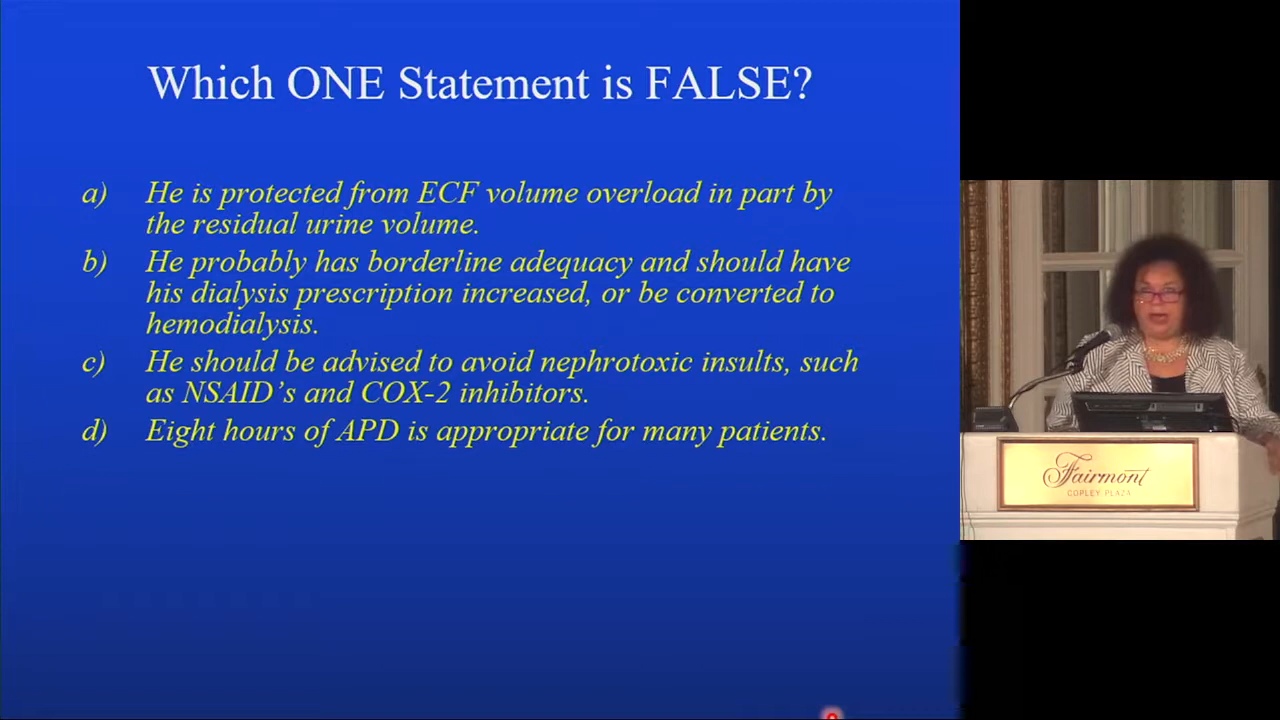 Which ONE Statement is FALSE?
a) He is protected from ECF volume overload in part by
the residual urine volume.
b) He probably has borderline adequacy and should have
his dialysis prescription increased, or be converted to
hemodialysis.
c) He should be advised to avoid nephrotoxic insults, such
as NSAID's and COX-2 inhibitors.
d) Eight hours of APD is appropriate for many patients.
Fairmont
COPLEY PLAZA